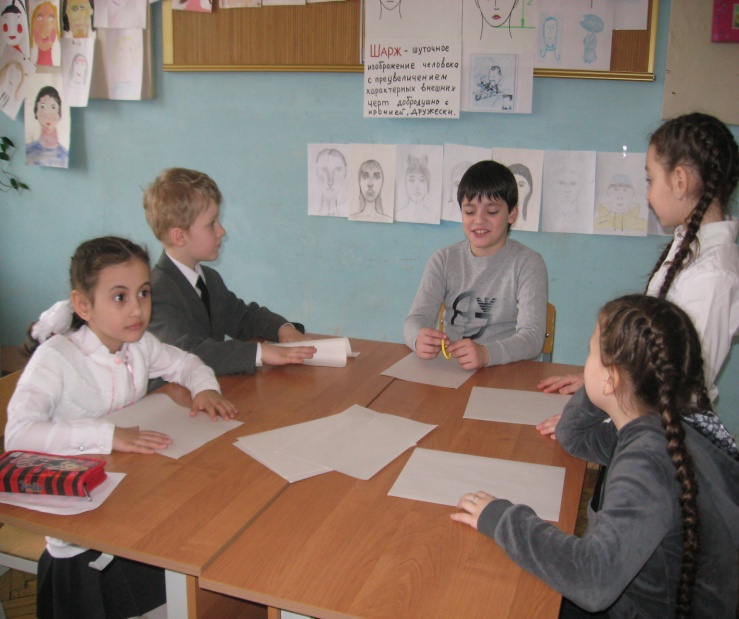 ШАРЖ - шуточное
изображение человека
с преувеличением
характерных внешних
черт добродушно с
иронией, дружески.